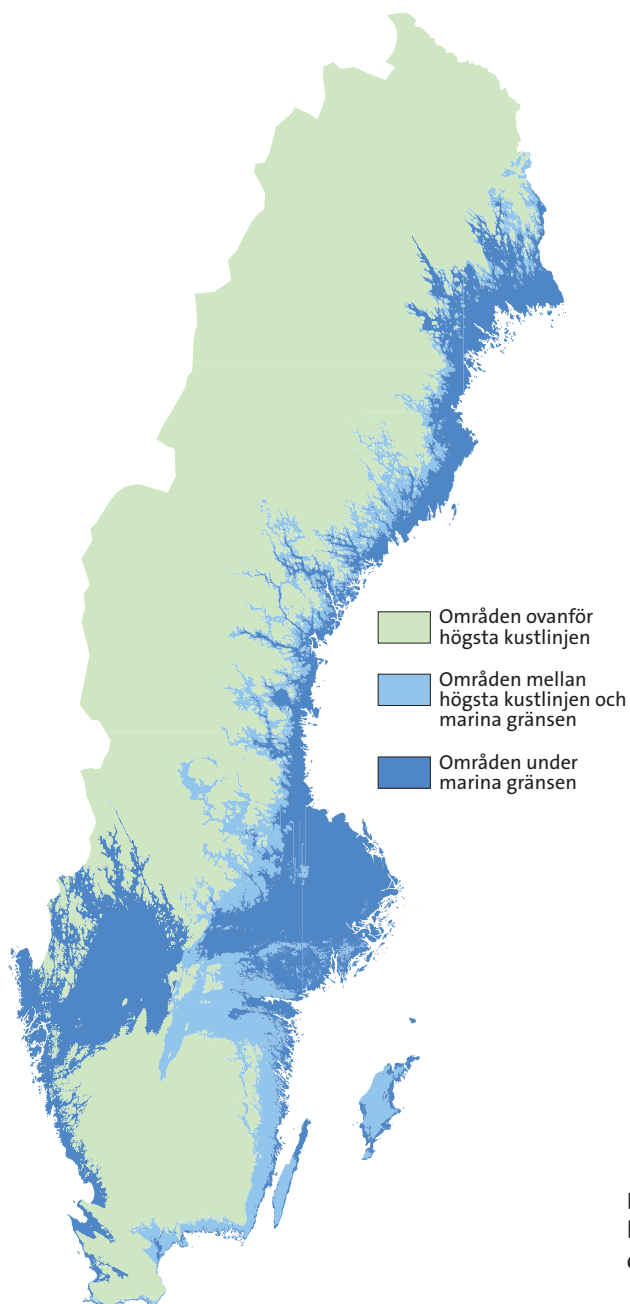 Områden ovanför
högsta kustlinjen
Områden mellan
högsta kustlinjen och
marina gränsen
Områden under
marina gränsen